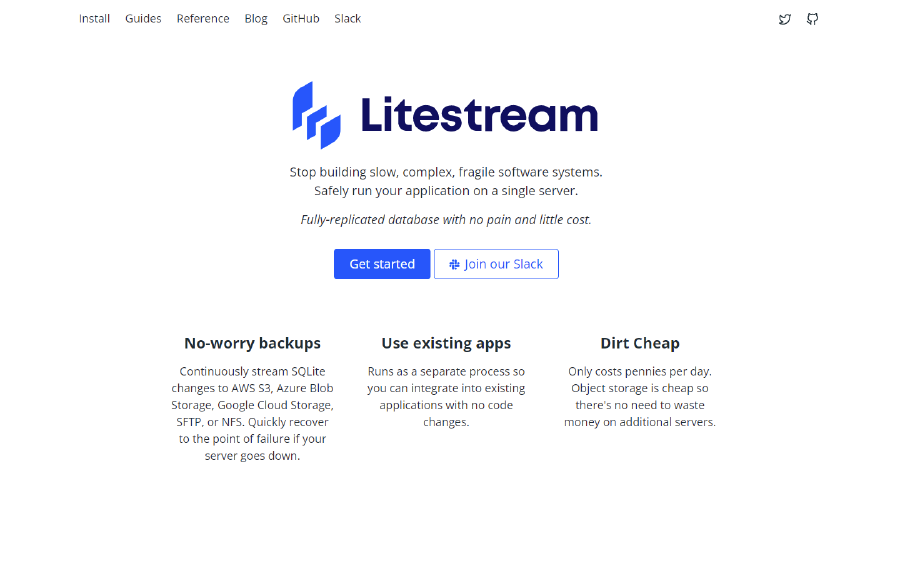 Install Guides Reference Blog GitHub Slack
Litestream
Stop building slow, complex, fragile software systems.
Safely run your application on a single server.
Fully-replicated database with no pain and little cost.
Get started Join our Slack
No-worry backups
Continuously stream SQLite
changes to AWS S3, Azure Blob
Storage, Google Cloud Storage,
SFTP, or NFS. Quickly recover
to the point of failure if your
server goes down.
Use existing apps
Runs as a separate process so
you can integrate into existing
applications with no code
changes.
Dirt Cheap
Only costs pennies per day.
Object storage is cheap so
there's no need to waste
money on additional servers.